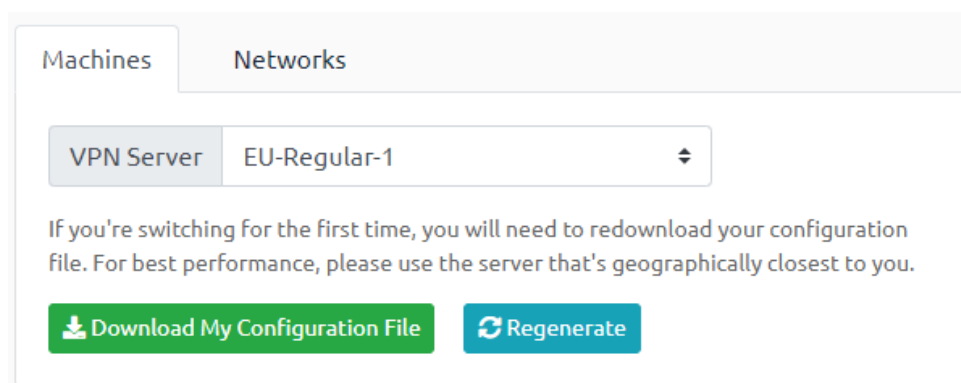 Machines
Networks
VPN Server
EU-Regular-1
If you're switching for the first time, you will need to redownload your configuration
file. For best performance, please use the server that's geographically closest to you.
Download My Configuration File
Regenerate